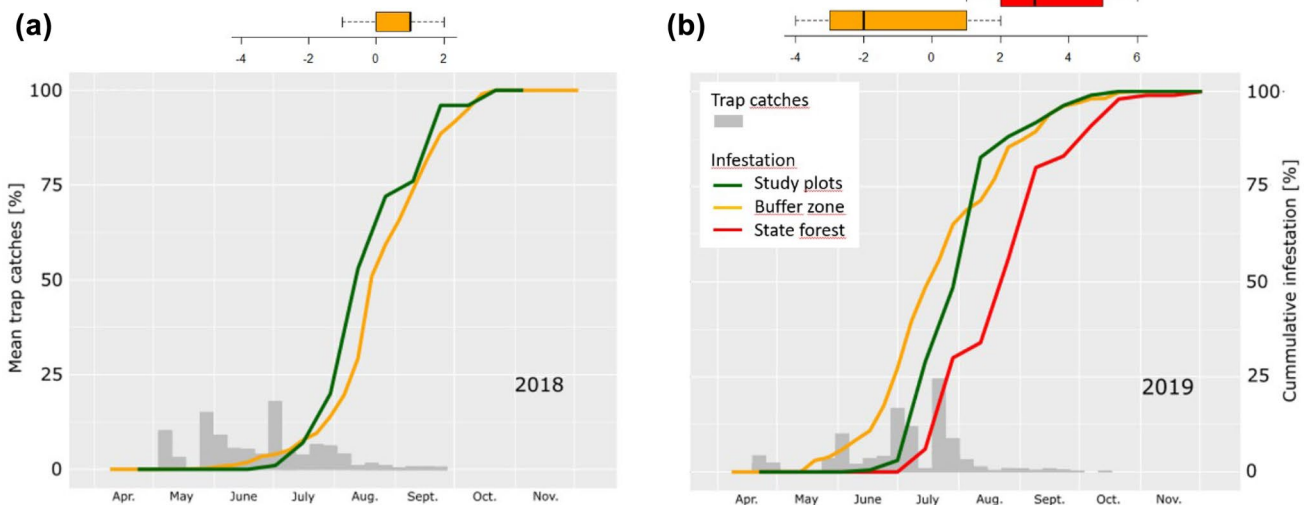 (a)
-4 -2 0 2
100
75
50
25
0
Mean trap catches [%]
2018
Apr. May June July Aug. Sept. Oct. Nov.
(b)
-4 -2 0 2 4 6
Trap catches
Infestation
Study plots
Buffer zone
State forest
100
75
50
25
0
Cummulative infestation [%]
2019
Apr. May June July Aug. Sept. Oct. Nov.